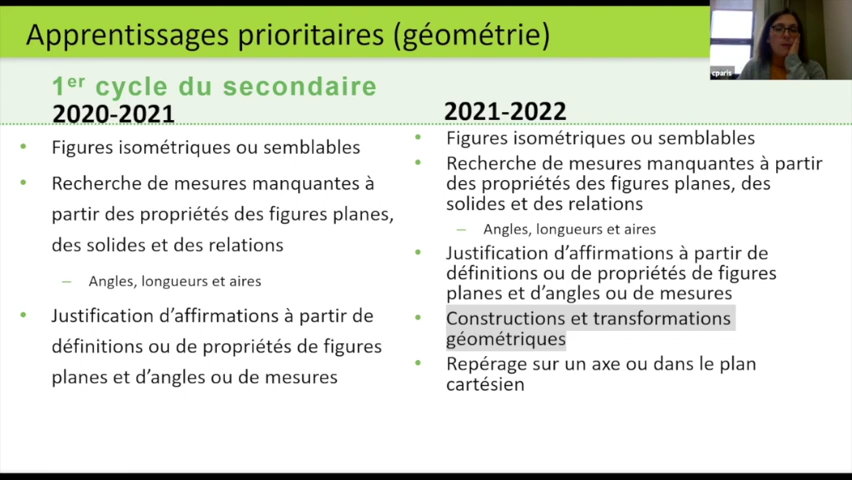 Apprentissages prioritaires (géométrie)
cparis
1er cycle du secondaire
2020-2021
Figures isométriques ou semblables
Recherche de mesures manquantes à
partir des propriétés des figures planes,
des solides et des relations
– Angles, longueurs et aires
Justification d'affirmations à partir de
définitions ou de propriétés de figures
planes et d'angles ou de mesures
2021-2022
Figures isométriques ou semblables
Recherche de mesures manquantes à partir
des propriétés des figures planes, des
solides et des relations
– Angles, longueurs et aires
Justification d'affirmations à partir de
définitions ou de propriétés de figures
planes et d'angles ou de mesures
Constructions et transformations
géométriques
Repérage sur un axe ou dans le plan
cartésien